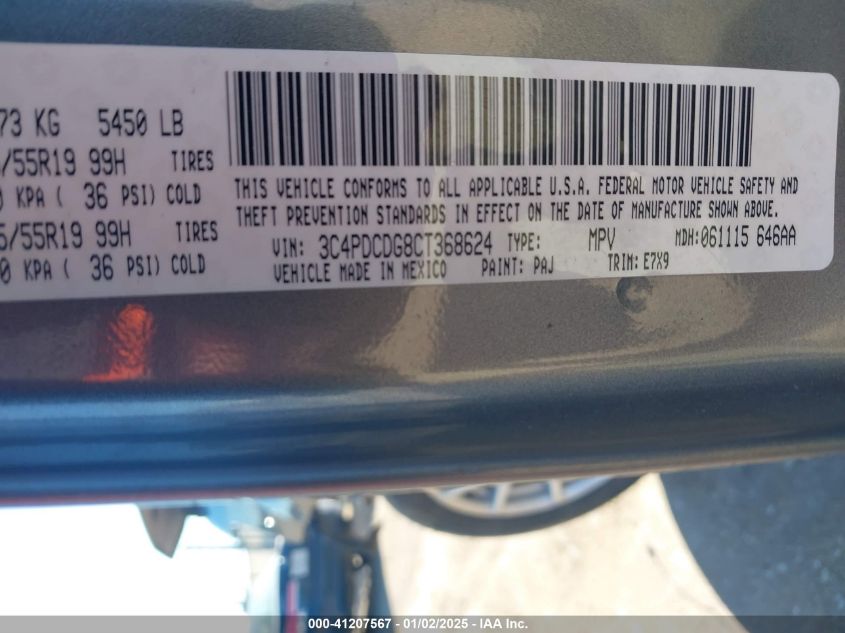 73 KG 5450 LB
/55R19 99H TIRES
0 KPA ( 36 PSI) COLD
5/55R19 99H TIRES
0 KPA ( 36 PSI) COLD
THIS VEHICLE CONFORMS TO ALL APPLICABLE U.S.A. FEDERAL MOTOR VEHICLE SAFETY AND
THEFT PREVENTION STANDARDS IN EFFECT ON THE DATE OF MANUFACTURE SHOWN ABOVE.
VIN: 3C4PDCDG8CT368624 TYPE: MPV MDH:061115 646AA
VEHICLE MADE IN MEXICO PAINT: PAJ TRIM: E7X9
000-41207567 — 01/02/2025 — IAA Inc.